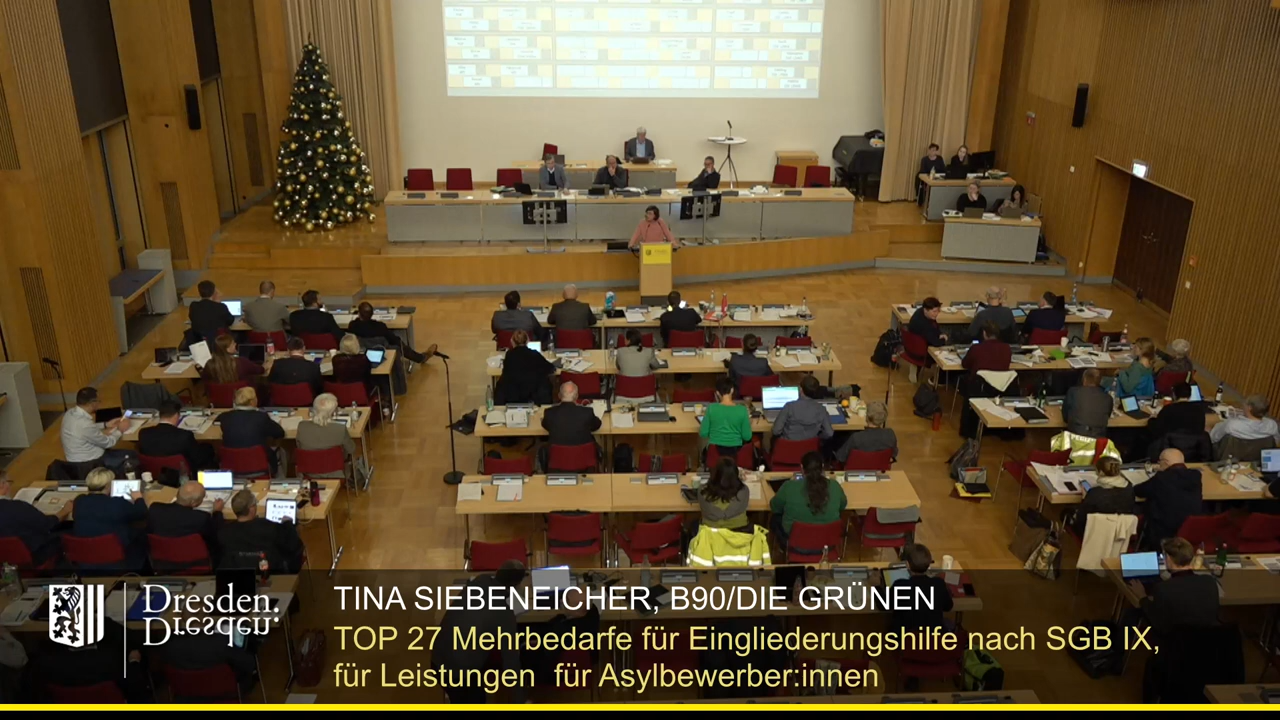 Dresden.
Dresden.
TINA SIEBENEICHER, B90/DIE GRÜNEN
TOP 27 Mehrbedarfe für Eingliederungshilfe nach SGB IX,
für Leistungen für Asylbewerber:innen